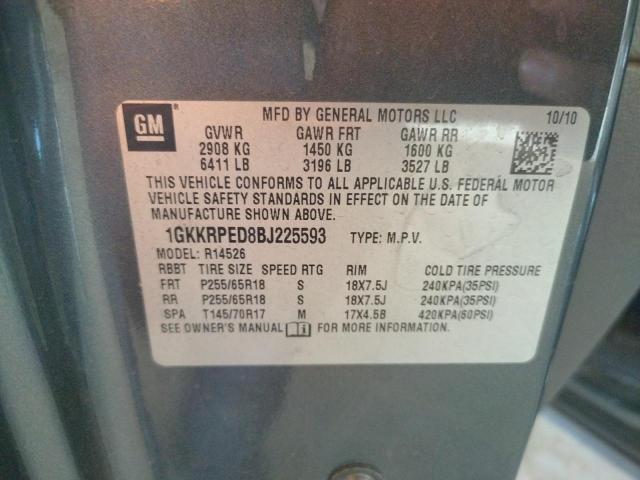 GM
MFD BY GENERAL MOTORS LLC 10/10
GVWR GAWR FRT GAWR RR
2908 KG 1450 KG 1600 KG
6411 LB 3196 LB 3527 LB
THIS VEHICLE CONFORMS TO ALL APPLICABLE U.S. FEDERAL MOTOR
VEHICLE SAFETY STANDARDS IN EFFECT ON THE DATE OF
MANUFACTURE SHOWN ABOVE.
1GKKRPED8BJ225593 TYPE: M.P.V.
MODEL: R14526
RBBT TIRE SIZE SPEED RTG RIM COLD TIRE PRESSURE
FRT P255/65R18 S 18X7.5J 240KPA(35PSI)
RR P255/65R18 S 18X7.5J 240KPA(35PSI)
SPA T145/70R17 M 17X4.5B 420KPA(60PSI)
SEE OWNER'S MANUAL FOR MORE INFORMATION.